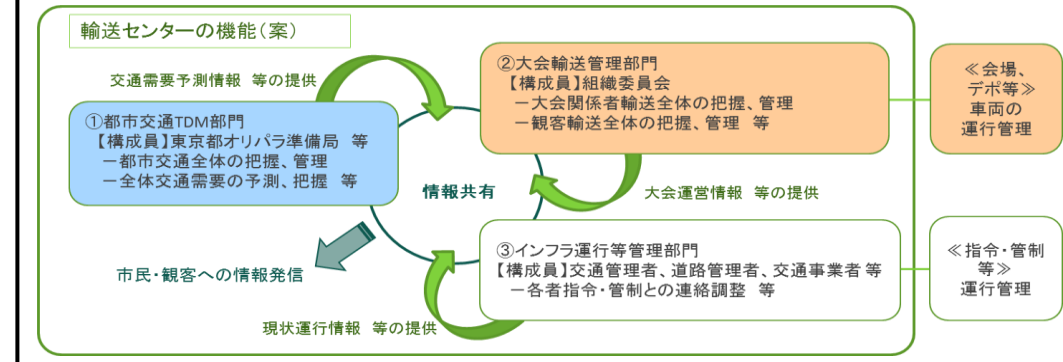 輸送センターの機能(案)
交通需要予測情報 等の提供
①都市交通TDM部門
【構成員】東京都オリパラ準備局 等
－都市交通全体の把握、管理
－全体交通需要の予測、把握 等
②大会輸送管理部門
【構成員】組織委員会
－大会関係者輸送全体の把握、管理
－観客輸送全体の把握、管理 等
≪会場、
デポ等≫
車両の
運行管理
情報共有
大会運営情報 等の提供
③インフラ運行等管理部門
【構成員】交通管理者、道路管理者、交通事業者 等
－各者指令・管制との連絡調整 等
≪指令・管制
等≫
運行管理
市民・観客への情報発信
現状運行情報 等の提供